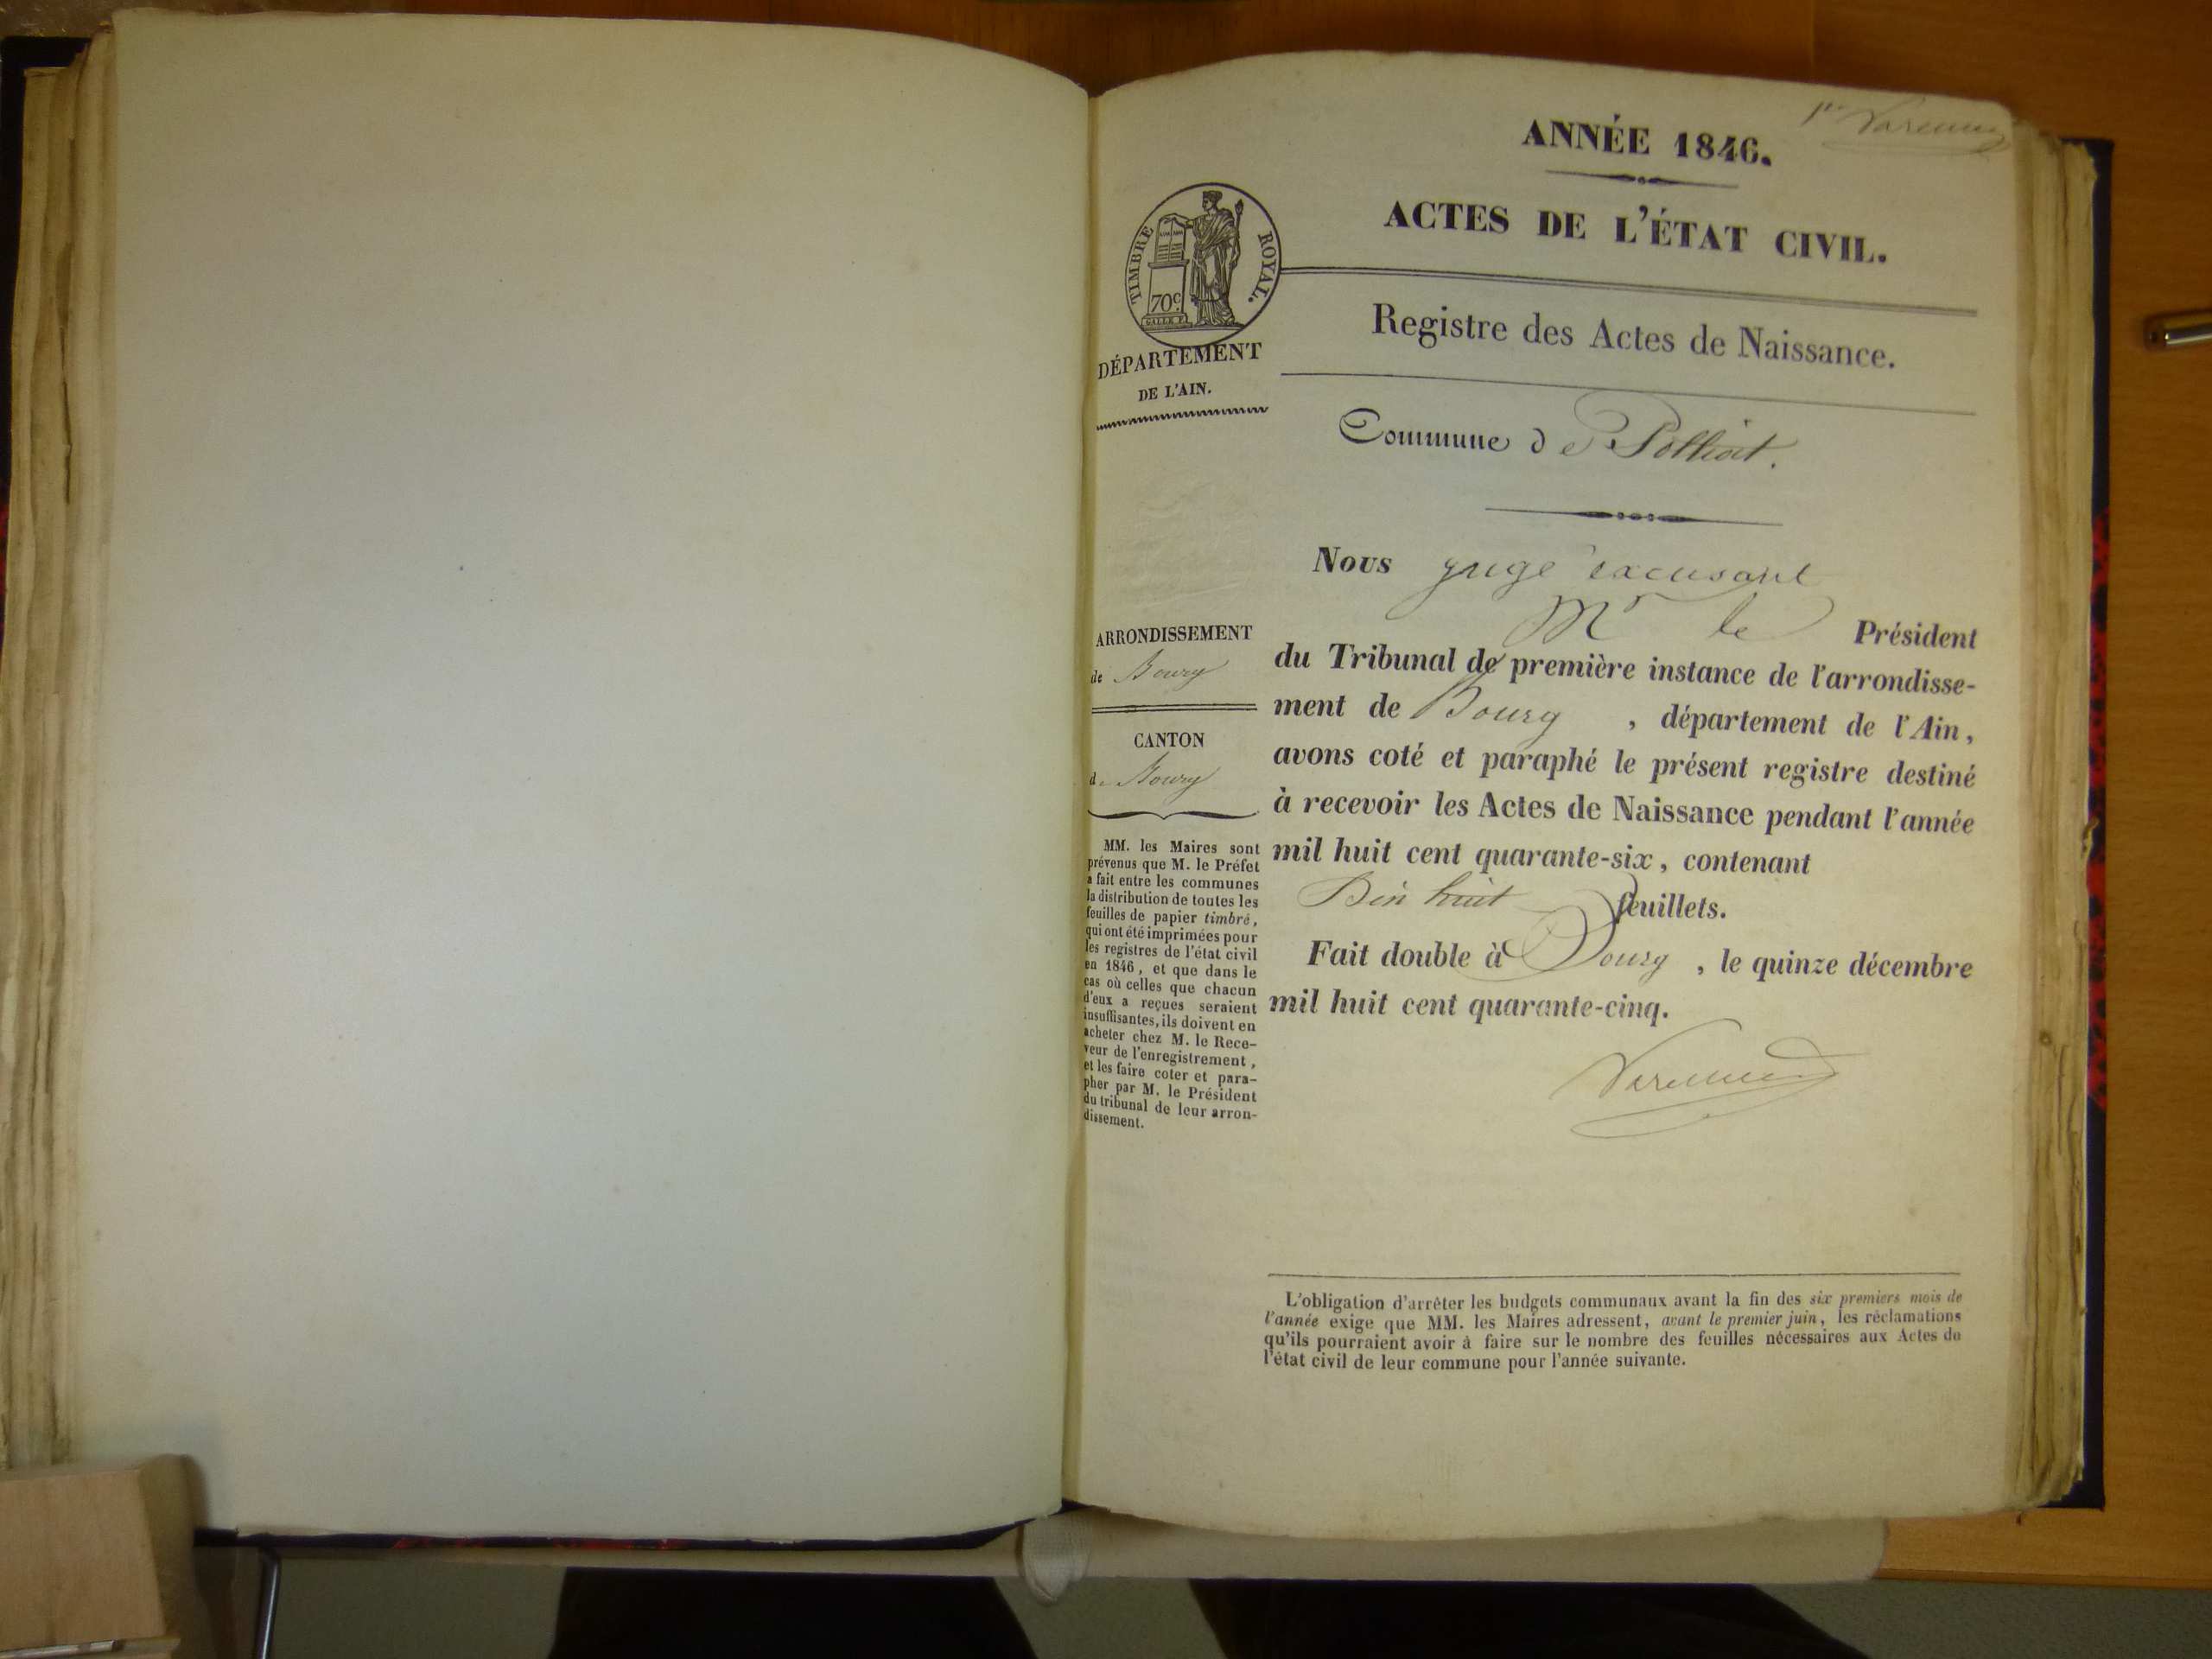 1er
ANNÉE 1846.
ACTES DE L'ÉTAT CIVIL.
TIMBRE ROYAL.
70c
GALLE F.
Registre des Actes de Naissance.
DÉPARTEMENT
DE L'AIN.
Commune de Polliat.
Nous juge excusant
Mr le Président
du Tribunal de première instance de l'arrondisse-
ment de Bourg , département de l'Ain,
avons coté et paraphé le présent registre destiné
à recevoir les Actes de Naissance pendant l'année
mil huit cent quarante-six, contenant
huit feuillets.
Fait double à Bourg , le quinze décembre
mil huit cent quarante-cinq.
ARRONDISSEMENT
de Bourg
CANTON
de Bourg
MM. les Maires sont
prévenus que M. le Préfet
a fait entre les communes
la distribution de toutes les
feuilles de papier timbré,
qui ont été imprimées pour
les registres de l'état civil
en 1846, et que dans le
cas où celles que chacun
d'eux a reçues seraient
insuffisantes, ils doivent en
acheter chez M. le Rece-
veur de l'enregistrement,
et les faire coter et para-
pher par M. le Président
du tribunal de leur arron-
dissement.
L'obligation d'arrêter les budgets communaux avant la fin des six premiers mois de
l'année exige que MM. les Maires adressent, avant le premier juin, les réclamations
qu'ils pourraient avoir à faire sur le nombre des feuilles nécessaires aux Actes de
l'état civil de leur commune pour l'année suivante.